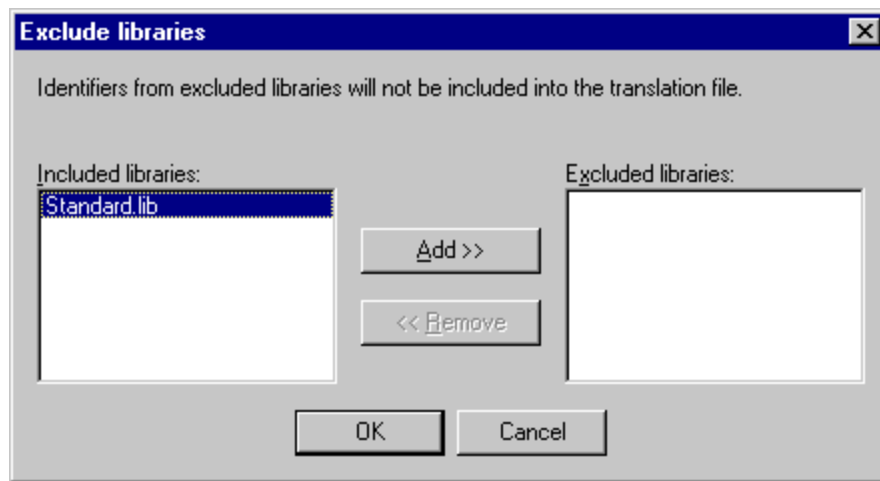 Exclude libraries
Identifiers from excluded libraries will not be included into the translation file.
Included libraries:
Standard.lib
Add >>
<< Remove
Excluded libraries:
OK
Cancel